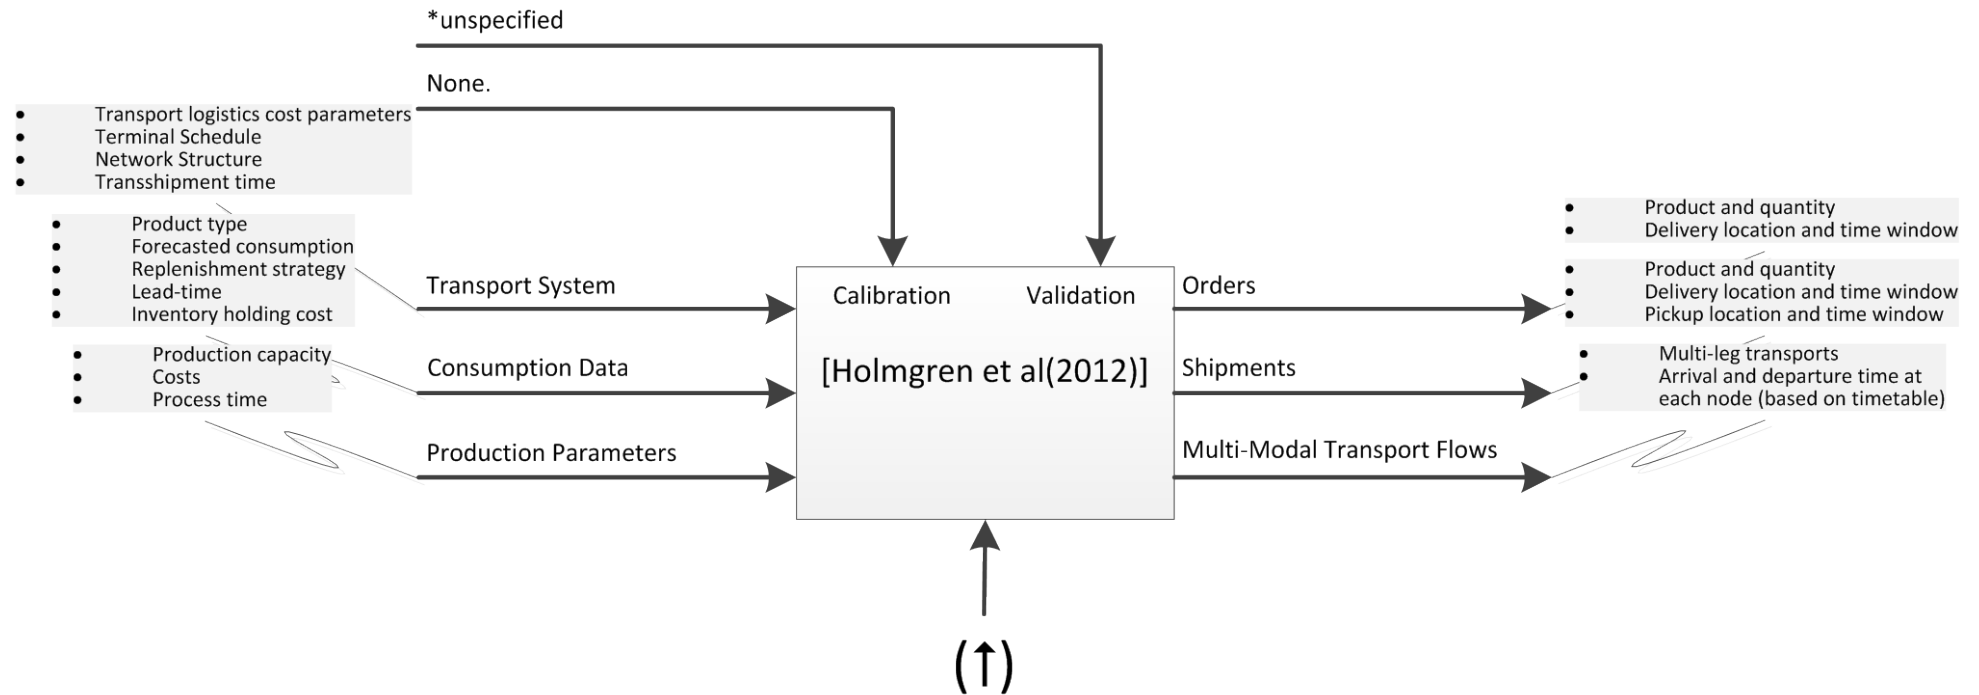 *unspecified
None.
• Transport logistics cost parameters
• Terminal Schedule
• Network Structure
• Transshipment time
• Product type
• Forecasted consumption
• Replenishment strategy
• Lead-time
• Inventory holding cost
• Production capacity
• Costs
• Process time
Transport System
Consumption Data
Production Parameters
Calibration
Validation
[Holmgren et al(2012)]
Orders
Shipments
Multi-Modal Transport Flows
• Product and quantity
• Delivery location and time window
• Product and quantity
• Delivery location and time window
• Pickup location and time window
• Multi-leg transports
• Arrival and departure time at
each node (based on timetable)
(↑)